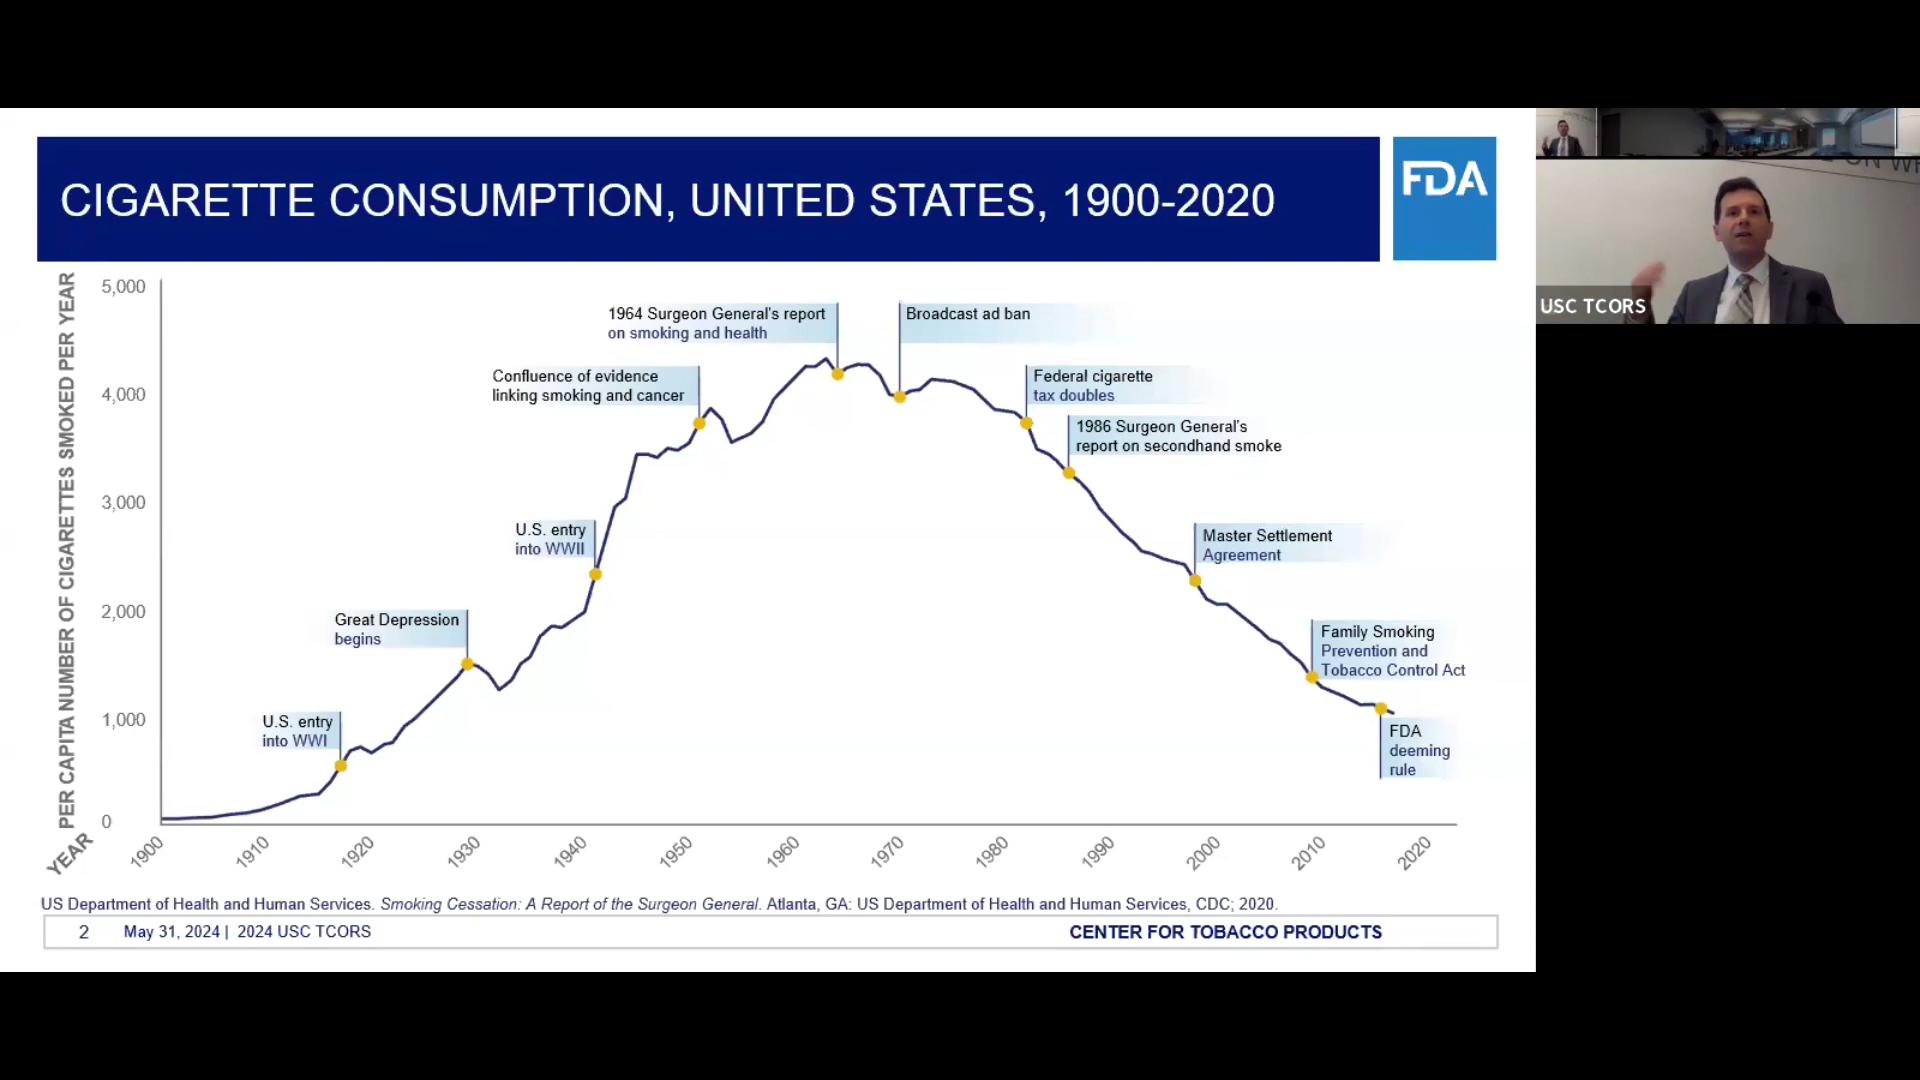 CIGARETTE CONSUMPTION, UNITED STATES, 1900-2020
FDA
ON WR
USC TCORS
PER CAPITA NUMBER OF CIGARETTES SMOKED PER YEAR
5,000
4,000
3,000
2,000
1,000
0
1964 Surgeon General's report
on smoking and health
Broadcast ad ban
Confluence of evidence
linking smoking and cancer
Federal cigarette
tax doubles
1986 Surgeon General's
report on secondhand smoke
U.S. entry
into WWII
Master Settlement
Agreement
Great Depression
begins
Family Smoking
Prevention and
Tobacco Control Act
U.S. entry
into WWI
FDA
deeming
rule
YEAR
1900
1910
1920
1930
1940
1950
1960
1970
1980
1990
2000
2010
2020
US Department of Health and Human Services. Smoking Cessation: A Report of the Surgeon General. Atlanta, GA: US Department of Health and Human Services, CDC; 2020.
2 May 31, 2024 | 2024 USC TCORS CENTER FOR TOBACCO PRODUCTS